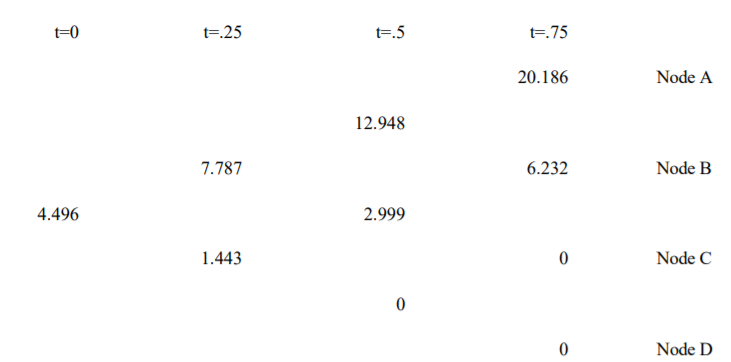 t=0 t=.25 t=.5 t=.75
20.186 Node A
12.948
7.787 6.232 Node B
4.496 2.999
1.443 0 Node C
0
0 Node D